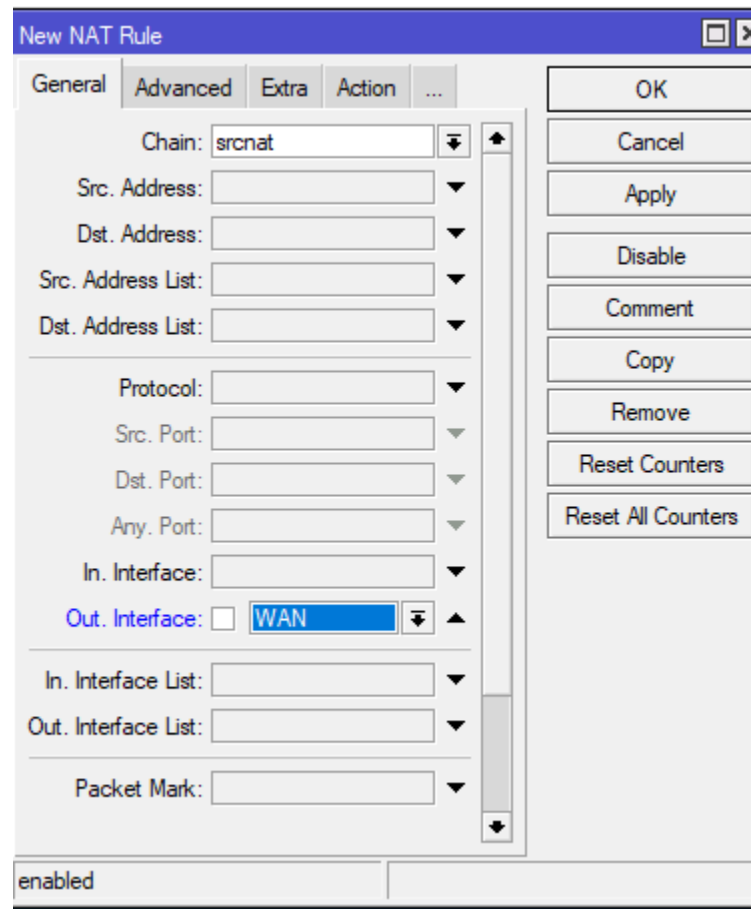 New NAT Rule
General Advanced Extra Action ...
Chain: srcnat
Src. Address:
Dst. Address:
Src. Address List:
Dst. Address List:
Protocol:
Src. Port:
Dst. Port:
Any. Port:
In. Interface:
Out. Interface: WAN
In. Interface List:
Out. Interface List:
Packet Mark:
OK
Cancel
Apply
Disable
Comment
Copy
Remove
Reset Counters
Reset All Counters
enabled